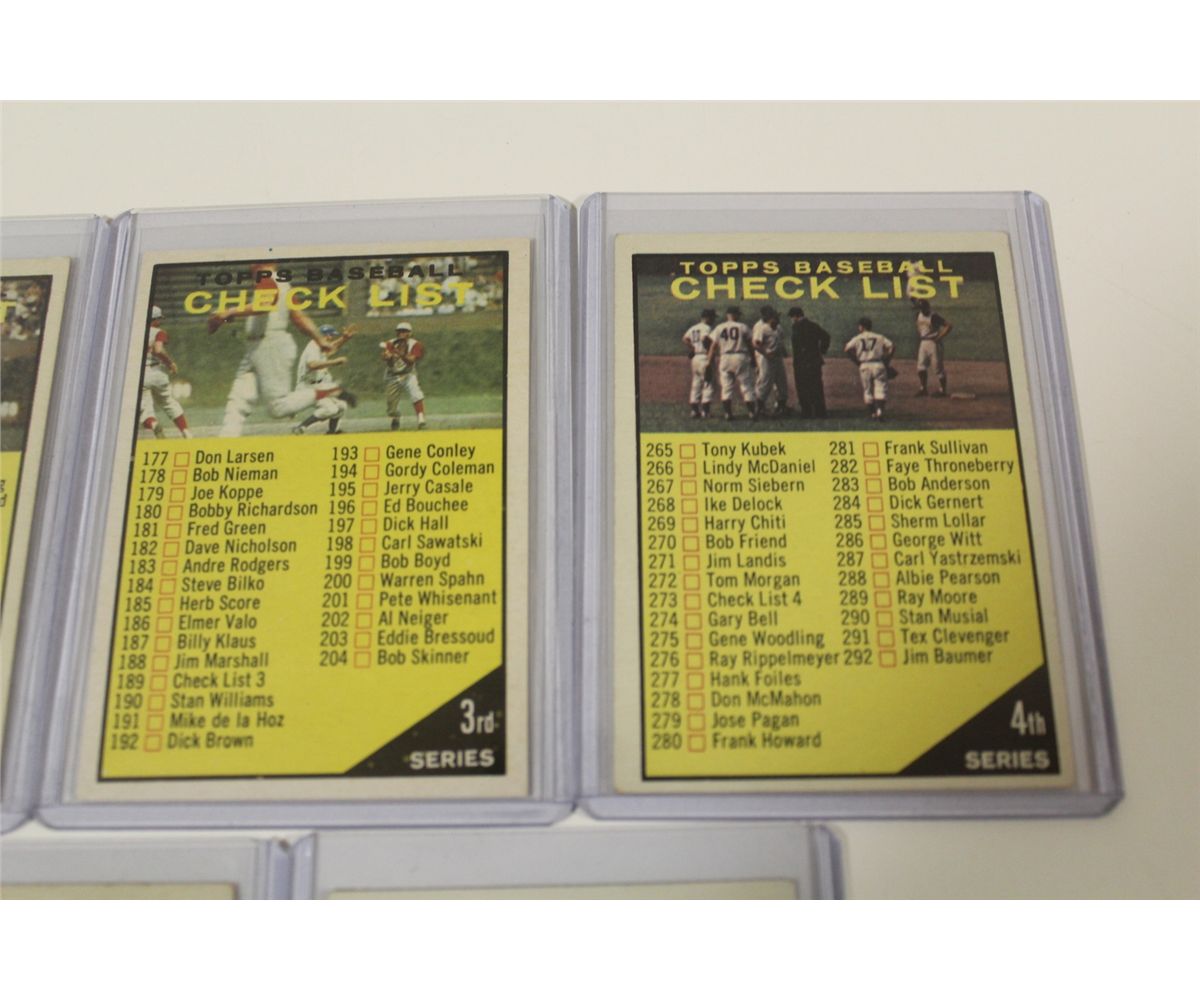 TOPPS BASEBALL
CHECK LIST
177 Don Larsen
178 Bob Nieman
179 Joe Koppe
180 Bobby Richardson
181 Fred Green
182 Dave Nicholson
183 Andre Rodgers
184 Steve Bilko
185 Herb Score
186 Elmer Valo
187 Billy Klaus
188 Jim Marshall
189 Check List 3
190 Stan Williams
191 Mike de la Hoz
192 Dick Brown
193 Gene Conley
194 Gordy Coleman
195 Jerry Casale
196 Ed Bouchee
197 Dick Hall
198 Carl Sawatski
199 Bob Boyd
200 Warren Spahn
201 Pete Whisenant
202 Al Neiger
203 Eddie Bressoud
204 Bob Skinner
3rd
SERIES
TOPPS BASEBALL
CHECK LIST
11
40
17
265 Tony Kubek
266 Lindy McDaniel
267 Norm Siebern
268 Ike Delock
269 Harry Chiti
270 Bob Friend
271 Jim Landis
272 Tom Morgan
273 Check List 4
274 Gary Bell
275 Gene Woodling
276 Ray Rippelmeyer
277 Hank Foiles
278 Don McMahon
279 Jose Pagan
280 Frank Howard
281 Frank Sullivan
282 Faye Throneberry
283 Bob Anderson
284 Dick Gernert
285 Sherm Lollar
286 George Witt
287 Carl Yastrzemski
288 Albie Pearson
289 Ray Moore
290 Stan Musial
291 Tex Clevenger
292 Jim Baumer
4th
SERIES